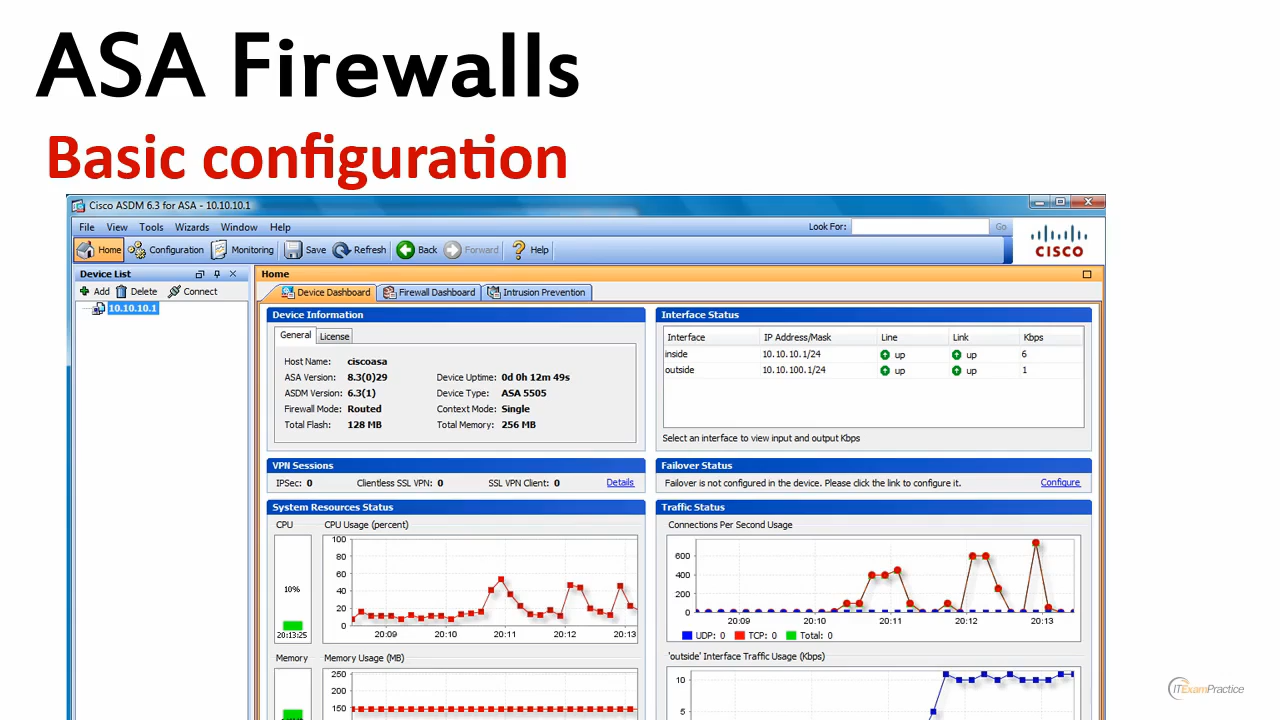 ASA Firewalls
Basic configuration
Cisco ASDM 6.3 for ASA - 10.10.10.1
File View Tools Wizards Window Help Look For: Go
Home Configuration Monitoring Save Refresh Back Forward Help
CISCO
Device List
Add Delete Connect
10.10.10.1
Home
Device Dashboard Firewall Dashboard Intrusion Prevention
Device Information
General License
Host Name: ciscoasa
ASA Version: 8.3(0)29 Device Uptime: 0d 0h 12m 49s
ASDM Version: 6.3(1) Device Type: ASA 5505
Firewall Mode: Routed Context Mode: Single
Total Flash: 128 MB Total Memory: 256 MB
Interface Status
Interface IP Address/Mask Line Link Kbps
inside 10.10.10.1/24 up up 6
outside 10.10.100.1/24 up up 1
Select an interface to view input and output Kbps
VPN Sessions
IPSec: 0 Clientless SSL VPN: 0 SSL VPN Client: 0 Details
Failover Status
Failover is not configured in the device. Please click the link to configure it. Configure
System Resources Status
CPU
10%
20:13:25
CPU Usage (percent)
100
80
60
40
20
0
20:09 20:10 20:11 20:12 20:13
Memory
Memory Usage (MB)
250
200
150
Traffic Status
Connections Per Second Usage
600
400
200
0
20:09 20:10 20:11 20:12 20:13
UDP: 0 TCP: 0 Total: 0
'outside' Interface Traffic Usage (Kbps)
10
5
ITExamPractice